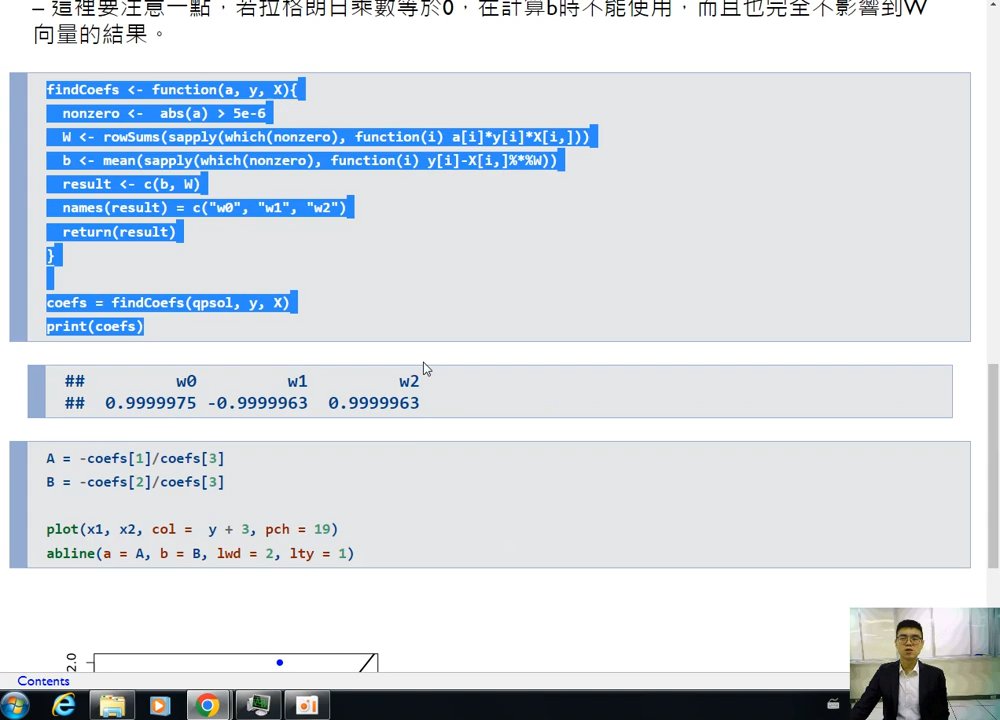 – 這裡要注意一點，若拉格朗日乘數等於0，在計算b時不能使用，而且也完全不影響到W
向量的結果。
findCoefs <- function(a, y, X){
nonzero <-  abs(a) > 5e-6
W <- rowSums(sapply(which(nonzero), function(i) a[i]*y[i]*X[i,]))
b <- mean(sapply(which(nonzero), function(i) y[i]-X[i,]%*%W))
result <- c(b, W)
names(result) = c("w0", "w1", "w2")
return(result)
}
coefs = findCoefs(qpsol, y, X)
print(coefs)
##         w0         w1         w2
##  0.9999975 -0.9999963  0.9999963
A = -coefs[1]/coefs[3]
B = -coefs[2]/coefs[3]
plot(x1, x2, col =  y + 3, pch = 19)
abline(a = A, b = B, lwd = 2, lty = 1)
2.0
Contents